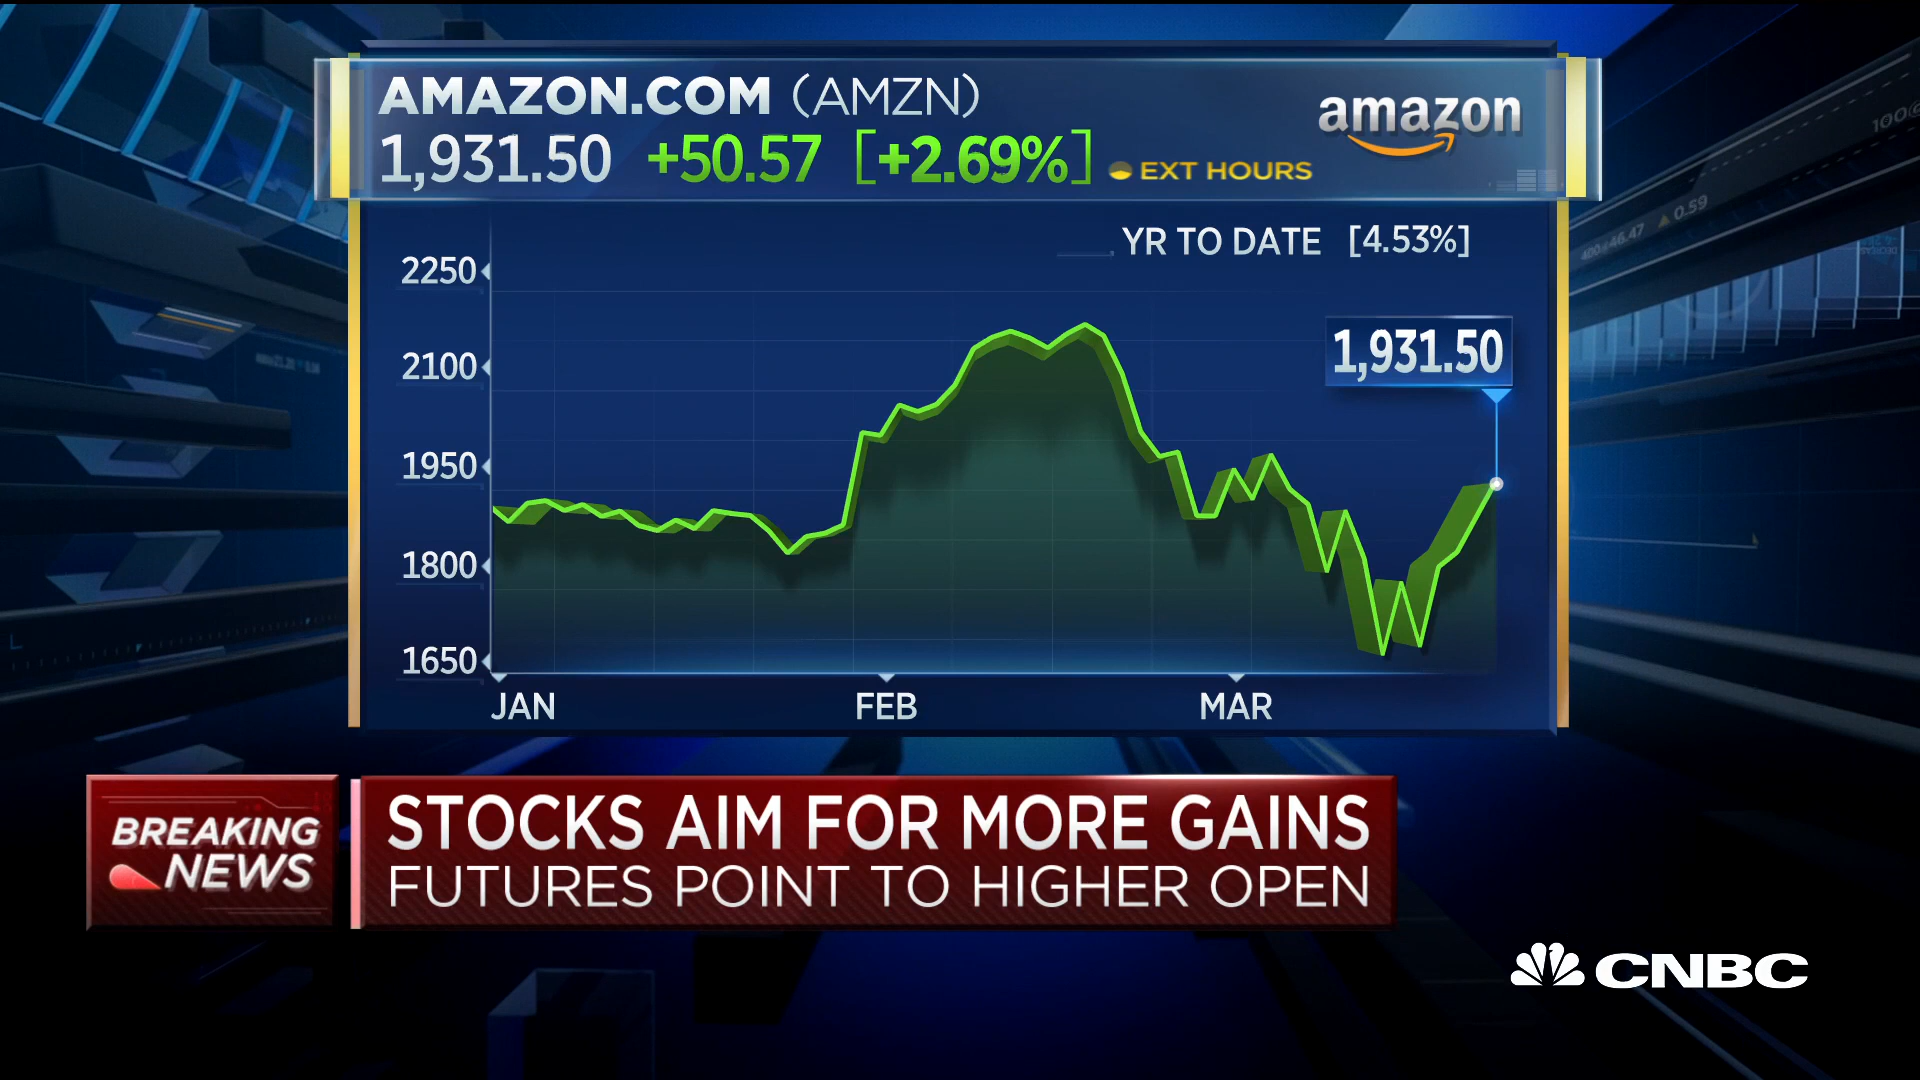 AMAZON.COM (AMZN)
amazon
1,931.50 +50.57 [+2.69%] EXT HOURS
YR TO DATE [4.53%]
1,931.50
2250
2100
1950
1800
1650
JAN FEB MAR
BREAKING
NEWS
STOCKS AIM FOR MORE GAINS
FUTURES POINT TO HIGHER OPEN
CNBC
0.59